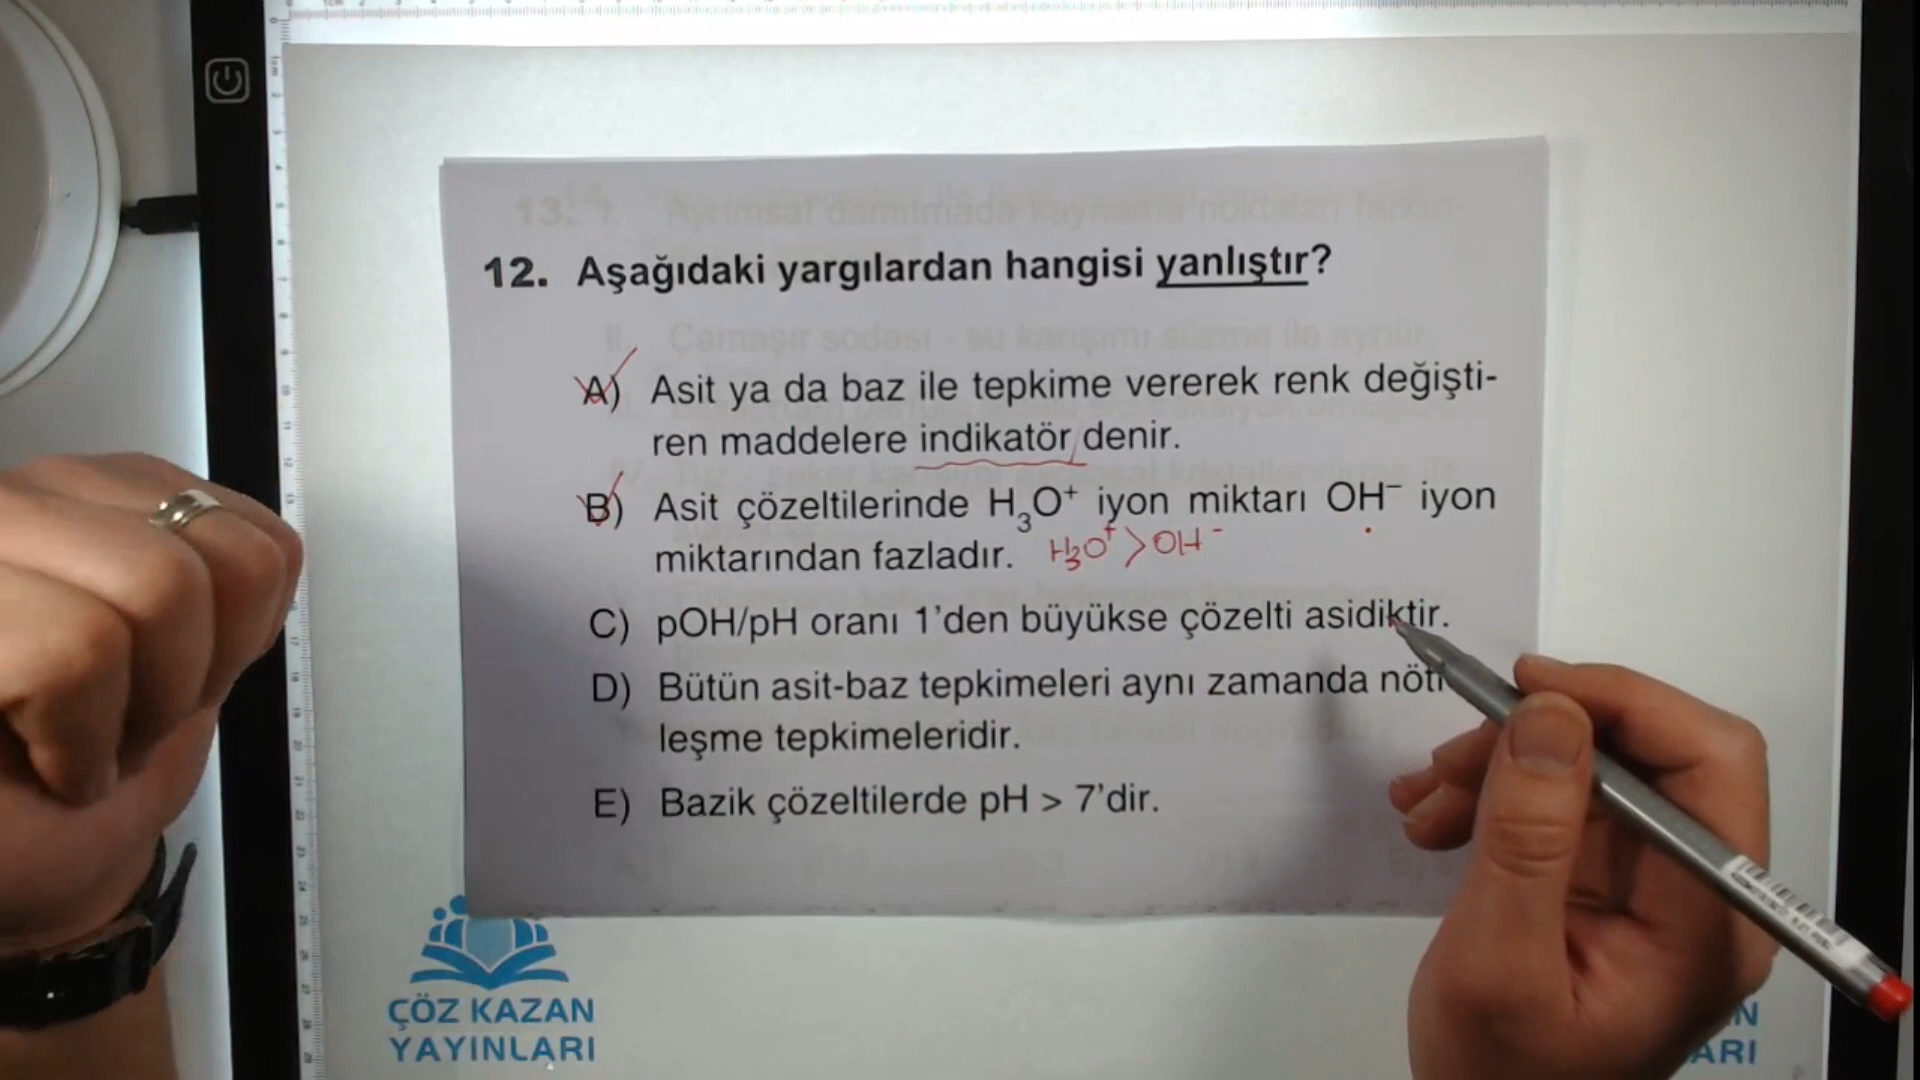 12. Aşağıdaki yargılardan hangisi yanlıştır?
A) Asit ya da baz ile tepkime vererek renk değişti-
ren maddelere indikatör denir.
B) Asit çözeltilerinde H₃O⁺ iyon miktarı OH⁻ iyon
miktarından fazladır. H₃O⁺ > OH⁻
C) pOH/pH oranı 1'den büyükse çözelti asidiktir.
D) Bütün asit-baz tepkimeleri aynı zamanda nöt
leşme tepkimeleridir.
E) Bazik çözeltilerde pH > 7'dir.
ÇÖZ KAZAN
YAYINLARI
N
ARI